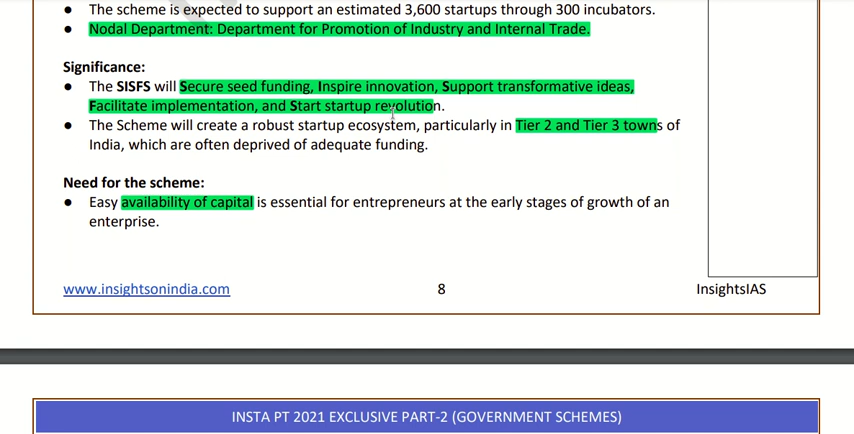 ● The scheme is expected to support an estimated 3,600 startups through 300 incubators.
● Nodal Department: Department for Promotion of Industry and Internal Trade.
Significance:
● The SISFS will Secure seed funding, Inspire innovation, Support transformative ideas,
Facilitate implementation, and Start startup revolution.
● The Scheme will create a robust startup ecosystem, particularly in Tier 2 and Tier 3 towns of
India, which are often deprived of adequate funding.
Need for the scheme:
● Easy availability of capital is essential for entrepreneurs at the early stages of growth of an
enterprise.
www.insightsonindia.com 8 InsightsIAS
INSTA PT 2021 EXCLUSIVE PART-2 (GOVERNMENT SCHEMES)